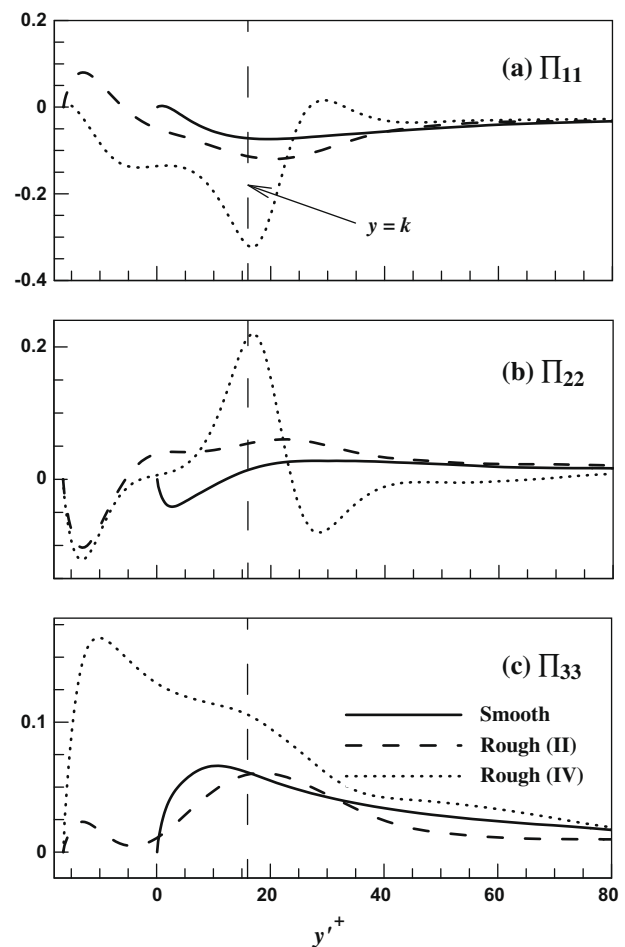 0.2
0
-0.2
-0.4
(a) Π11
y = k
0.2
0
(b) Π22
0.1
0
(c) Π33
Smooth
Rough (II)
Rough (IV)
-18
0
20
40
60
80
y′+